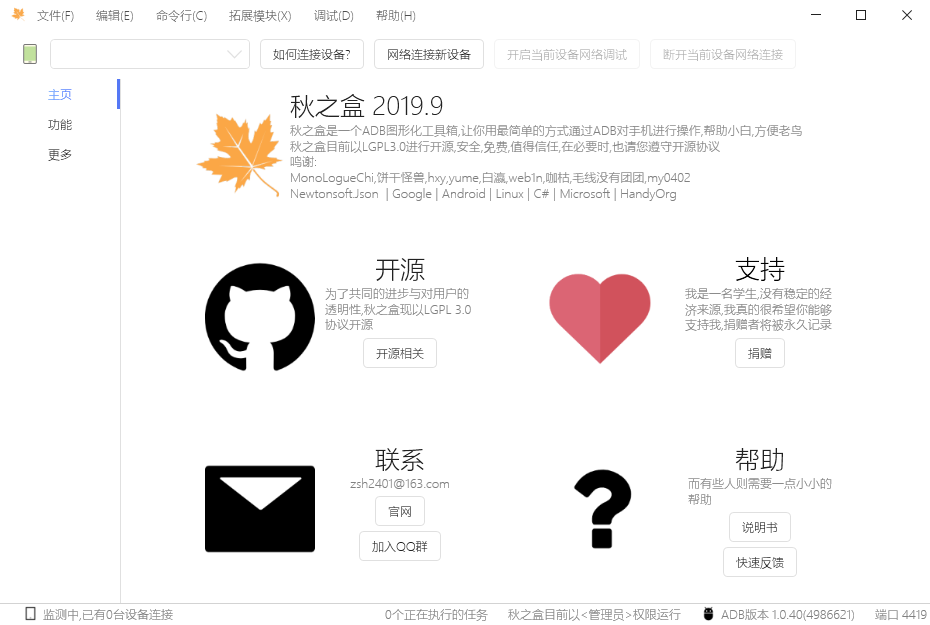 文件(F) 编辑(E) 命令行(C) 拓展模块(X) 调试(D) 帮助(H)
如何连接设备? 网络连接新设备 开启当前设备网络调试 断开当前设备网络连接
主页
功能
更多
秋之盒 2019.9
秋之盒是一个ADB图形化工具箱,让你用最简单的方式通过ADB对手机进行操作,帮助小白,方便老鸟
秋之盒目前以LGPL3.0进行开源,安全,免费,值得信任,在必要时,也请您遵守开源协议
鸣谢:
MonoLogueChi,饼干怪兽,hxy,yume,白瀛,web1n,咖枯,毛线没有团团,my0402
Newtonsoft.Json | Google | Android | Linux | C# | Microsoft | HandyOrg
开源
为了共同的进步与对用户的
透明性,秋之盒现以LGPL 3.0
协议开源
开源相关
支持
我是一名学生,没有稳定的经
济来源,我真的很希望你能够
支持我,捐赠者将被永久记录
捐赠
联系
zsh2401@163.com
官网
加入QQ群
帮助
而有些人则需要一点小小的
帮助
说明书
快速反馈
监测中,已有0台设备连接 0个正在执行的任务 秋之盒目前以<管理员>权限运行 ADB版本 1.0.40(4986621) 端口 4419